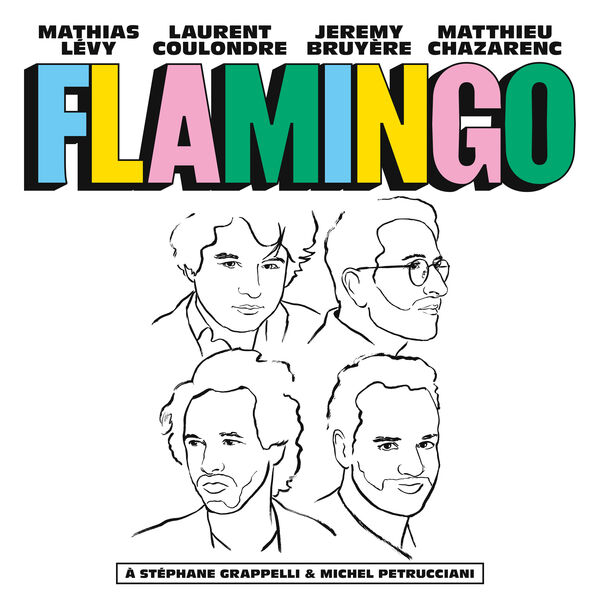 MATHIAS LAURENT JEREMY MATTHIEU
LÉVY COULONDRE BRUYÈRE CHAZARENC
FLAMINGO
À STÉPHANE GRAPPELLI & MICHEL PETRUCCIANI